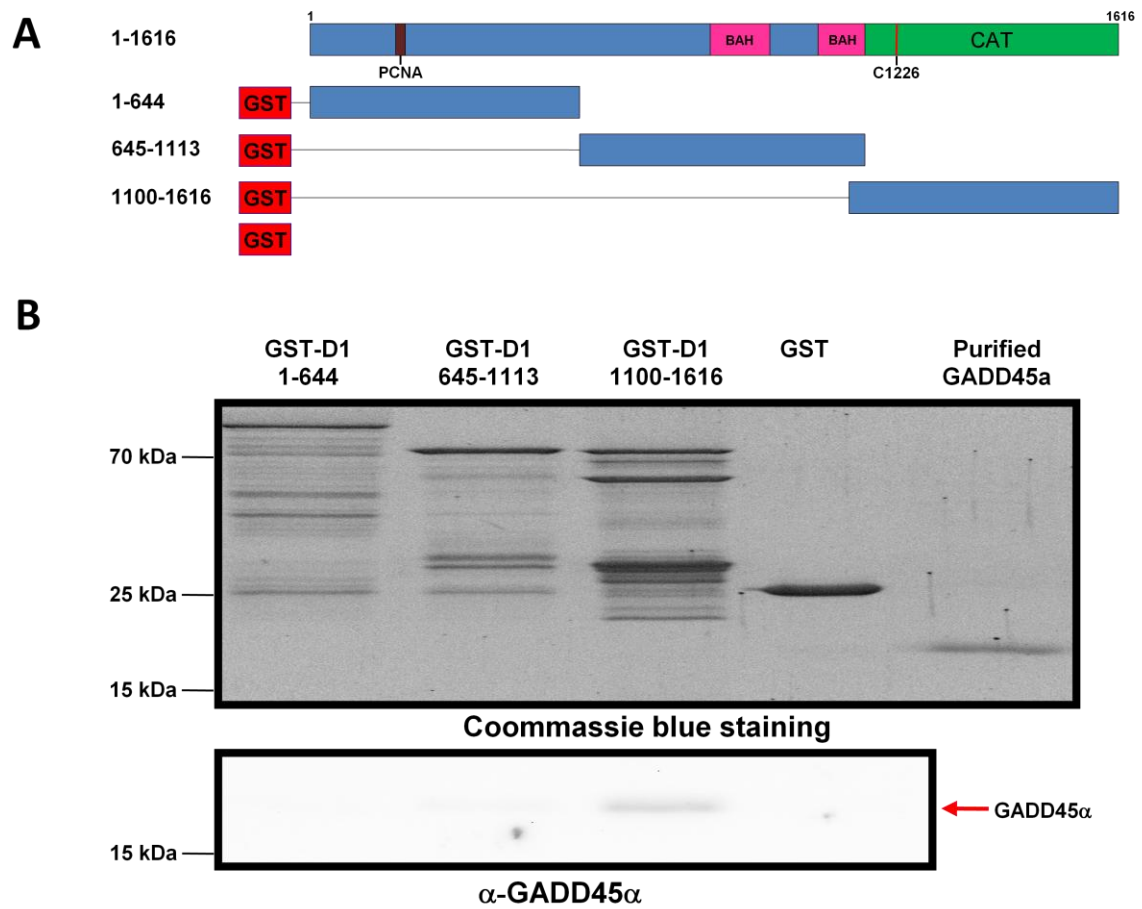 A
1
1616
1-1616
BAH
BAH
CAT
PCNA
C1226
1-644
GST
645-1113
GST
1100-1616
GST
GST
B
GST-D1
1-644
GST-D1
645-1113
GST-D1
1100-1616
GST
Purified
GADD45a
70 kDa
25 kDa
15 kDa
Coommassie blue staining
GADD45α
15 kDa
α-GADD45α